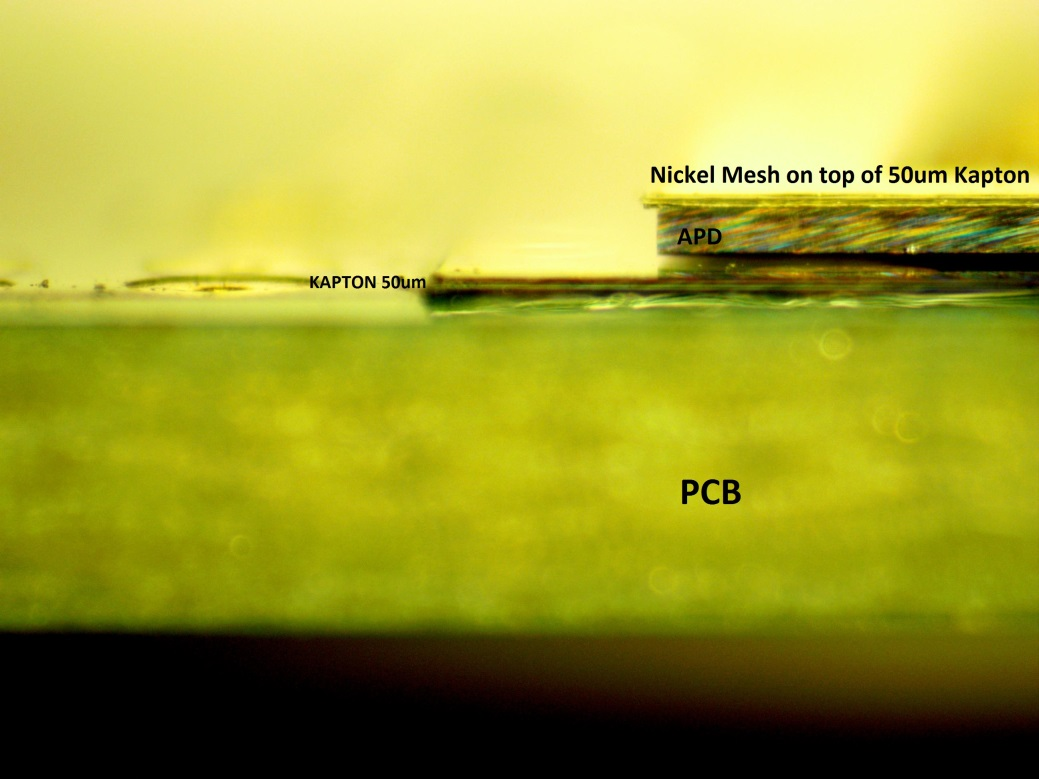 Nickel Mesh on top of 50um Kapton
APD
KAPTON 50um
PCB